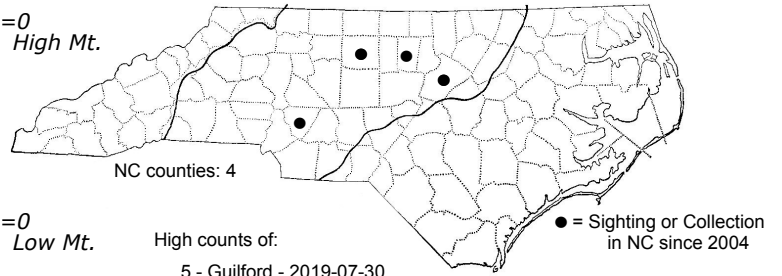 =0
High Mt.
NC counties: 4
=0
Low Mt.
High counts of:
● = Sighting or Collection
in NC since 2004
5 - Guilford - 2019-07-30